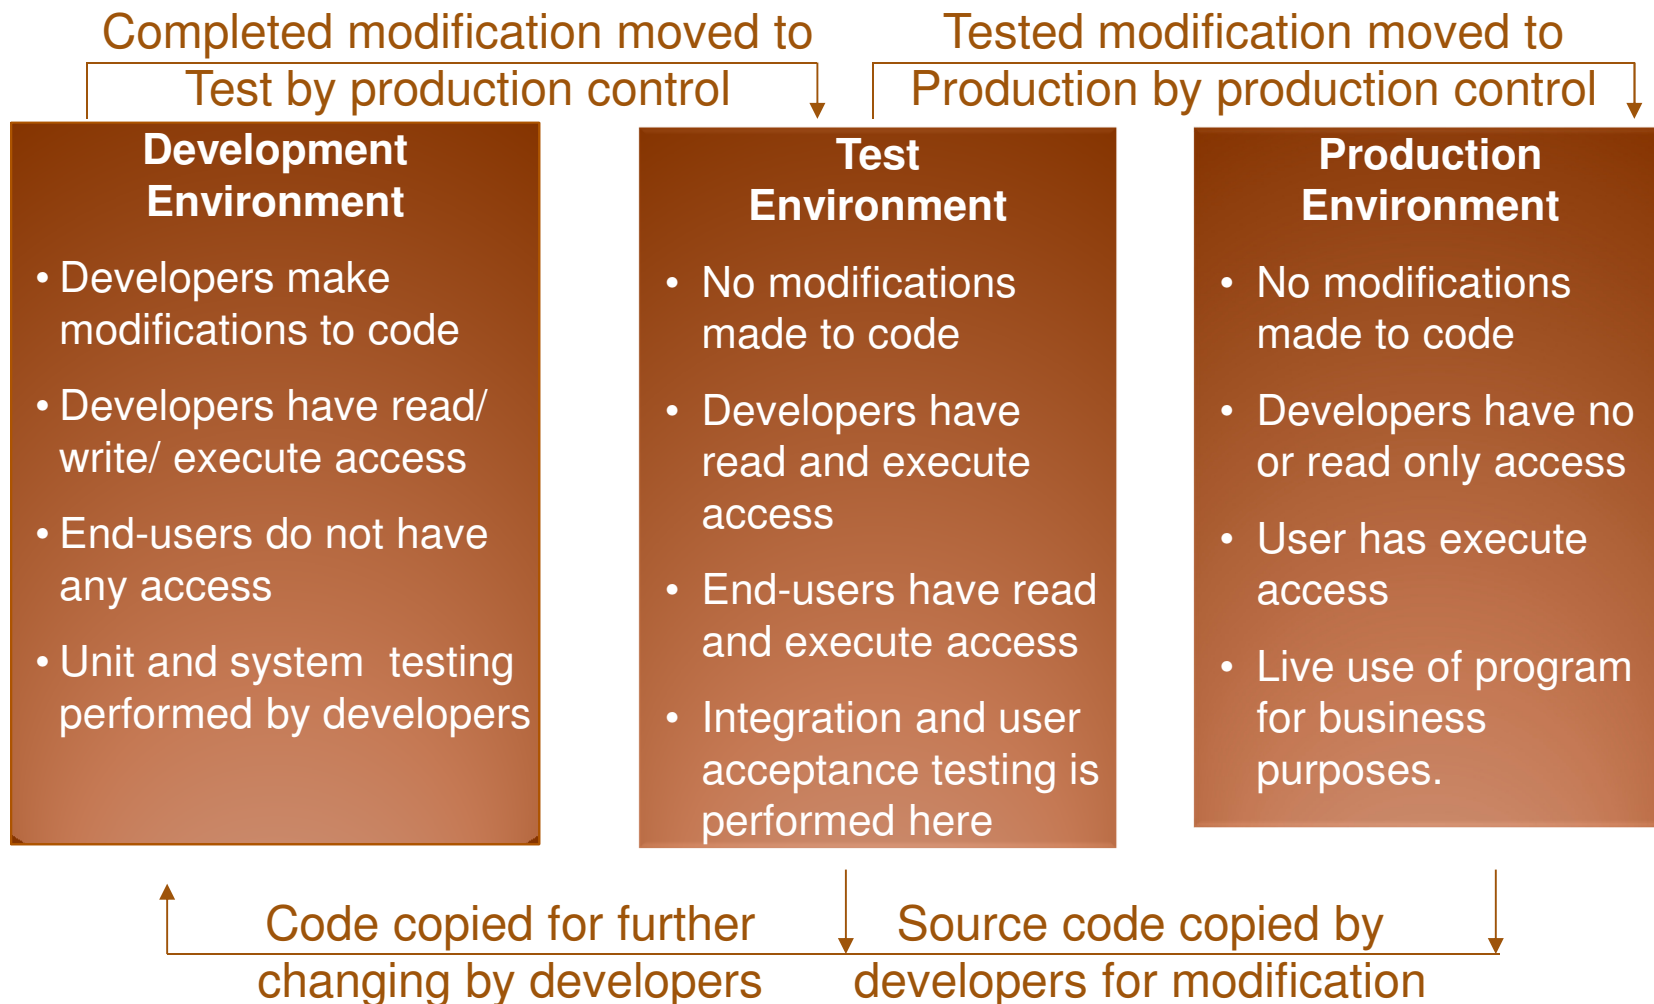 Completed modification moved to
Test by production control
Tested modification moved to
Production by production control
Development
Environment
• Developers make
modifications to code
• Developers have read/
write/ execute access
• End-users do not have
any access
• Unit and system  testing
performed by developers
Test
Environment
• No modifications
made to code
• Developers have
read and execute
access
• End-users have read
and execute access
• Integration and user
acceptance testing is
performed here
Production
Environment
• No modifications
made to code
• Developers have no
or read only access
• User has execute
access
• Live use of program
for business
purposes.
Code copied for further
changing by developers
Source code copied by
developers for modification